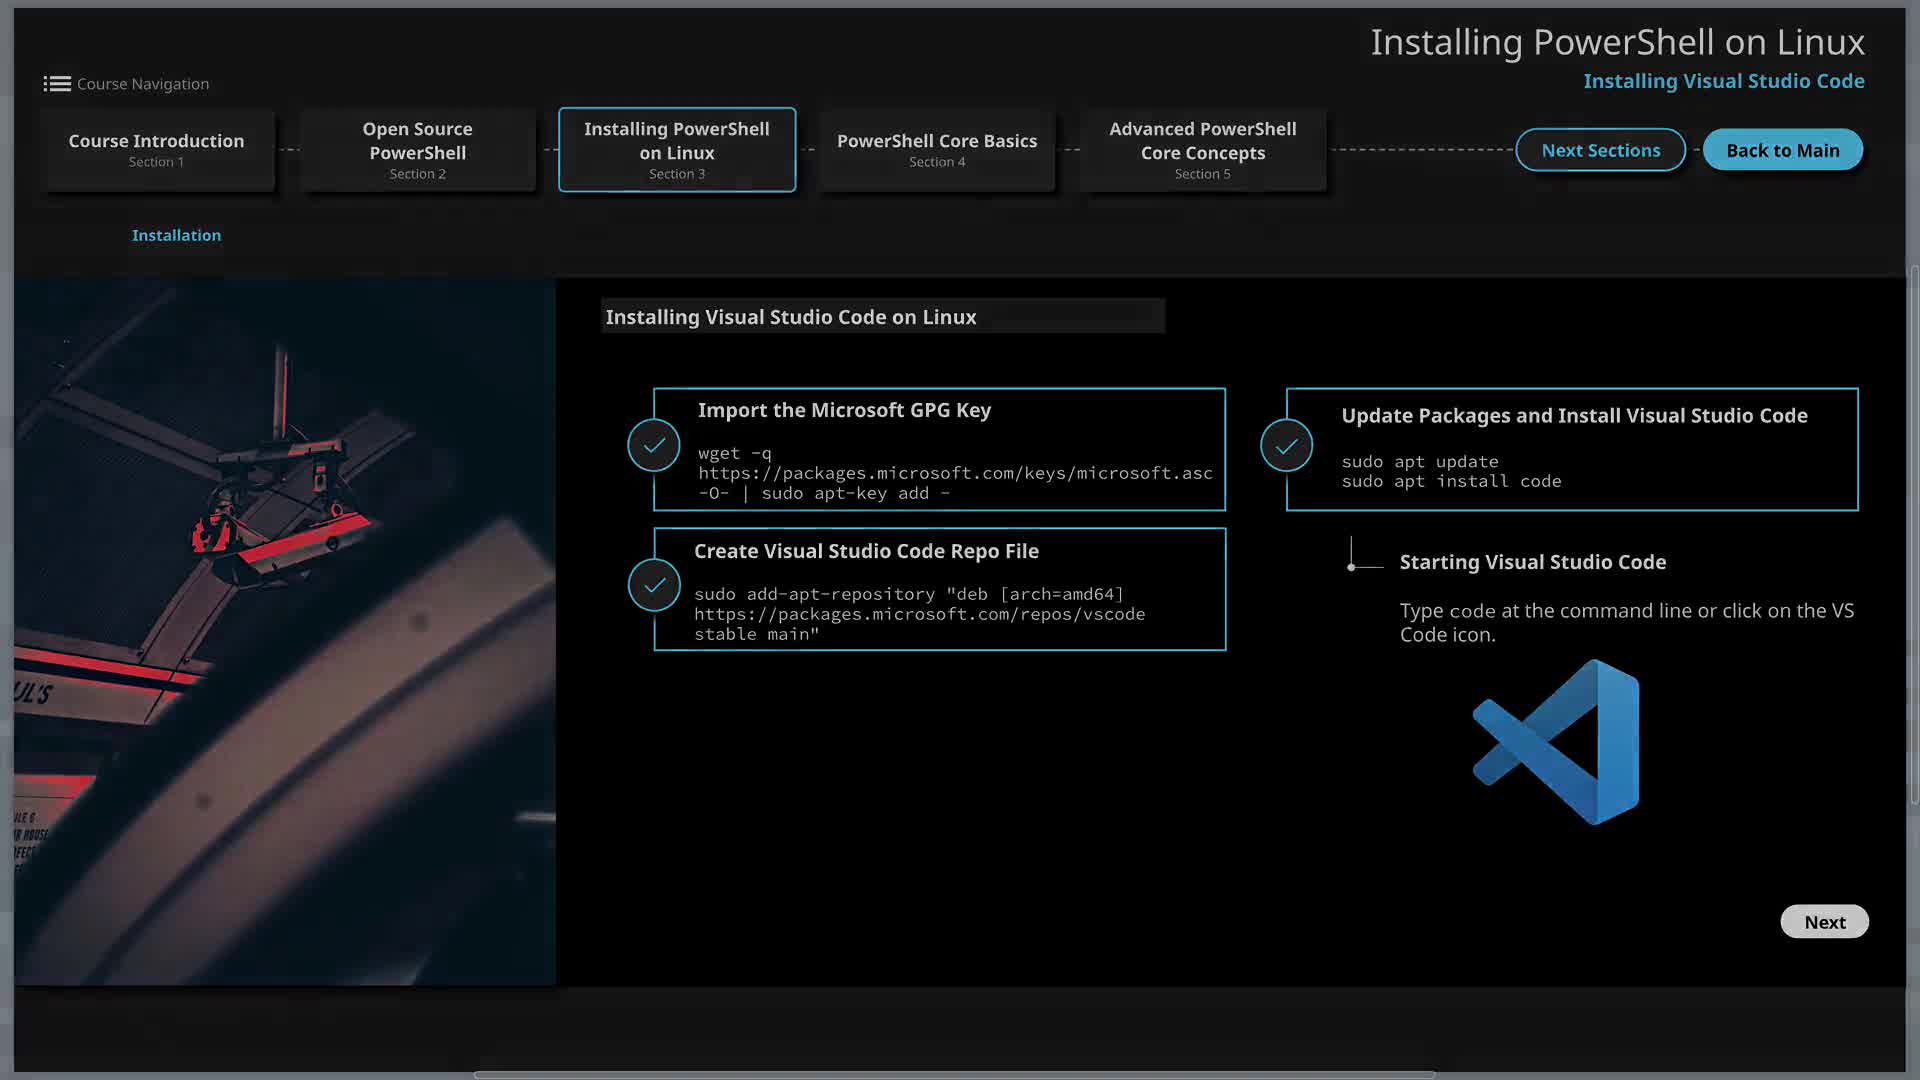 Installing PowerShell on Linux
Installing Visual Studio Code
Course Navigation
Course Introduction
Section 1
Open Source
PowerShell
Section 2
Installing PowerShell
on Linux
Section 3
PowerShell Core Basics
Section 4
Advanced PowerShell
Core Concepts
Section 5
Next Sections
Back to Main
Installation
Installing Visual Studio Code on Linux
Import the Microsoft GPG Key
wget -q
https://packages.microsoft.com/keys/microsoft.asc
-O- | sudo apt-key add -
Create Visual Studio Code Repo File
sudo add-apt-repository "deb [arch=amd64]
https://packages.microsoft.com/repos/vscode
stable main"
Update Packages and Install Visual Studio Code
sudo apt update
sudo apt install code
Starting Visual Studio Code
Type code at the command line or click on the VS
Code icon.
UL'S
HOUSE
Next